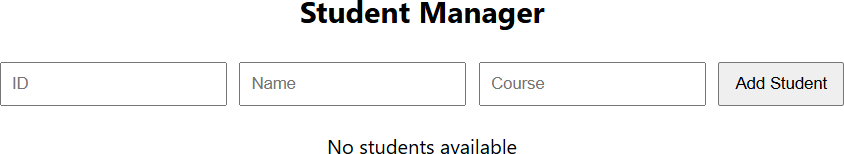 Student Manager
ID Name Course Add Student
No students available